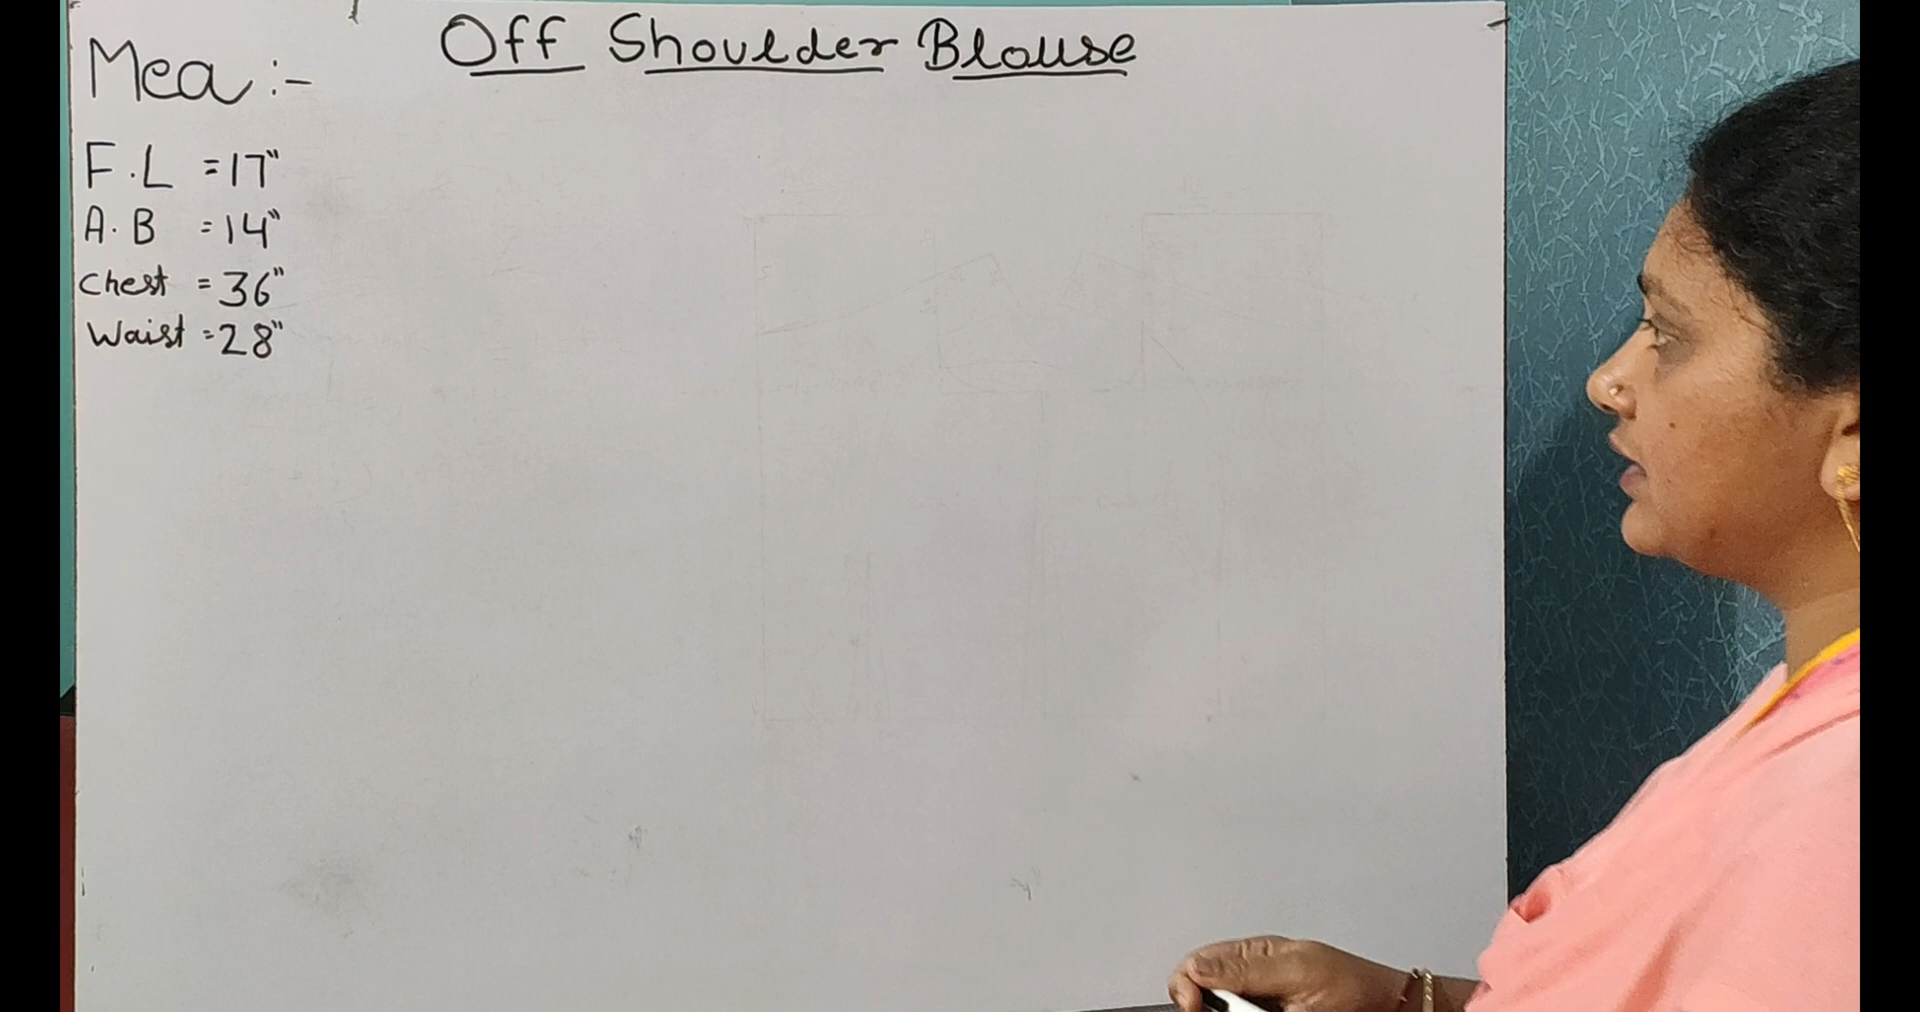 Off Shoulder Blouse
Mea :-
F.L = 17"
A.B = 14"
Chest = 36"
Waist = 28"